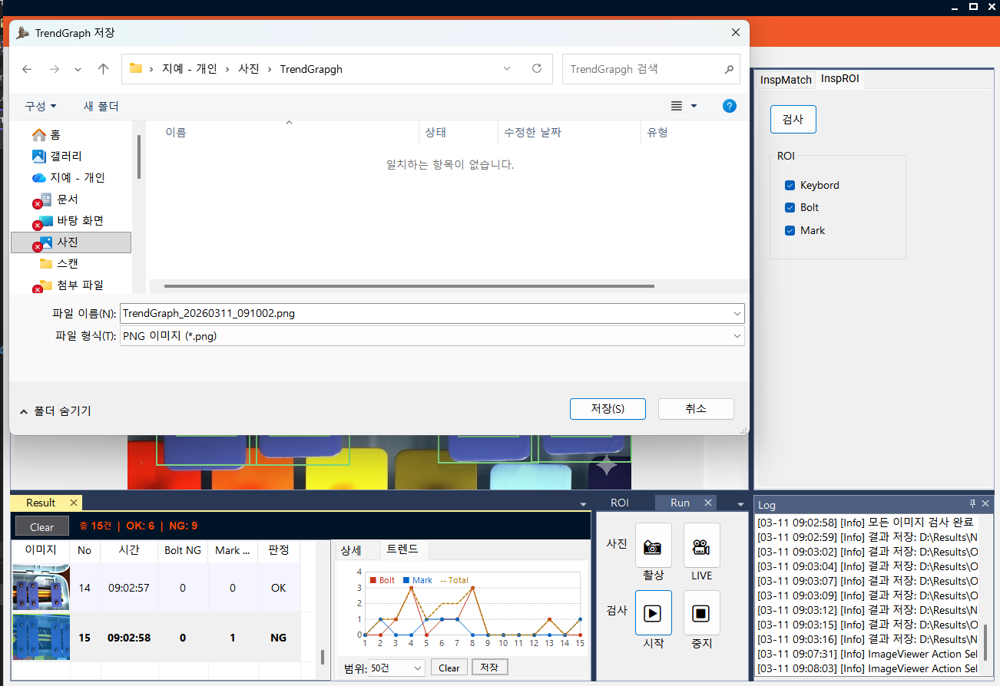 TrendGraph 저장
지예 - 개인 › 사진 › TrendGrapgh
TrendGrapgh 검색
구성
새 폴더
홈
갤러리
지예 - 개인
문서
바탕 화면
사진
스캔
첨부 파일
이름 상태 수정한 날짜 유형
일치하는 항목이 없습니다.
파일 이름(N): TrendGraph_20260311_091002.png
파일 형식(T): PNG 이미지 (*.png)
폴더 숨기기
저장(S) 취소
InspMatch InspROI
검사
ROI
Keybord
Bolt
Mark
Result
Clear 총 15건 | OK: 6 | NG: 9
이미지 No 시간 Bolt NG Mark ... 판정
14 09:02:57 0 0 OK
15 09:02:58 0 1 NG
상세 트렌드
Bolt Mark -- Total
4
3
2
1
0
1 2 3 4 5 6 7 8 9 10 11 12 13 14 15
범위: 50건 Clear 저장
ROI Run
사진
촬상 LIVE
검사
시작 중지
Log
[03-11 09:02:58] [Info] 모든 이미지 검사 완료
[03-11 09:02:59] [Info] 결과 저장: D:\Results\N
[03-11 09:03:02] [Info] 결과 저장: D:\Results\O
[03-11 09:03:04] [Info] 결과 저장: D:\Results\O
[03-11 09:03:07] [Info] 결과 저장: D:\Results\O
[03-11 09:03:09] [Info] 결과 저장: D:\Results\O
[03-11 09:03:12] [Info] 결과 저장: D:\Results\N
[03-11 09:03:15] [Info] 결과 저장: D:\Results\O
[03-11 09:03:16] [Info] 결과 저장: D:\Results\N
[03-11 09:07:31] [Info] ImageViewer Action Sel
[03-11 09:08:03] [Info] ImageViewer Action Sel